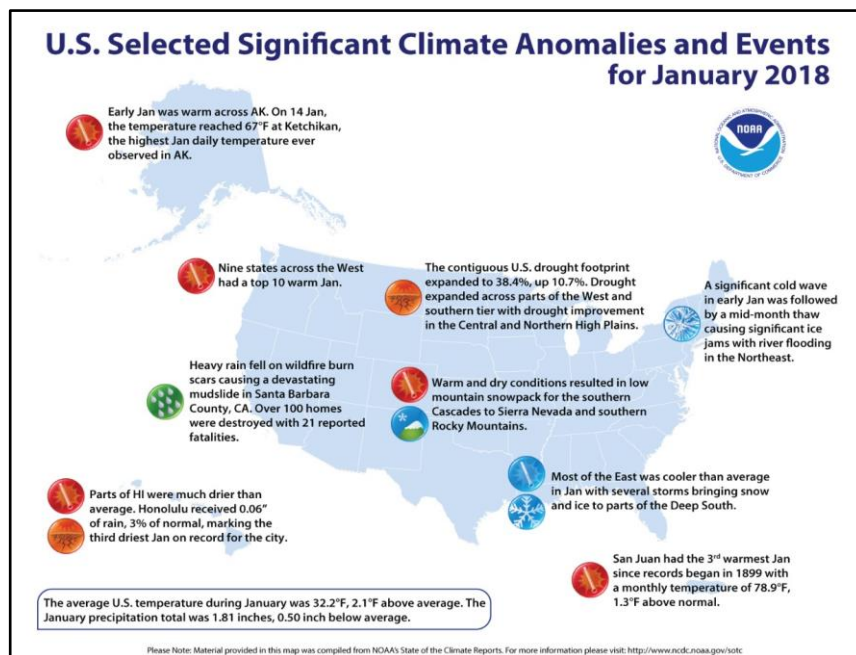 U.S. Selected Significant Climate Anomalies and Events
for January 2018
Early Jan was warm across AK. On 14 Jan,
the temperature reached 67°F at Ketchikan,
the highest Jan daily temperature ever
observed in AK.
NATIONAL OCEANIC AND ATMOSPHERIC ADMINISTRATION
NOAA
U.S. DEPARTMENT OF COMMERCE
Nine states across the West
had a top 10 warm Jan.
The contiguous U.S. drought footprint
expanded to 38.4%, up 10.7%. Drought
expanded across parts of the West and
southern tier with drought improvement
in the Central and Northern High Plains.
A significant cold wave
in early Jan was followed
by a mid-month thaw
causing significant ice
jams with river flooding
in the Northeast.
Heavy rain fell on wildfire burn
scars causing a devastating
mudslide in Santa Barbara
County, CA. Over 100 homes
were destroyed with 21 reported
fatalities.
Warm and dry conditions resulted in low
mountain snowpack for the southern
Cascades to Sierra Nevada and southern
Rocky Mountains.
Most of the East was cooler than average
in Jan with several storms bringing snow
and ice to parts of the Deep South.
Parts of HI were much drier than
average. Honolulu received 0.06"
of rain, 3% of normal, marking the
third driest Jan on record for the city.
San Juan had the 3rd warmest Jan
since records began in 1899 with
a monthly temperature of 78.9°F,
1.3°F above normal.
The average U.S. temperature during January was 32.2°F, 2.1°F above average. The
January precipitation total was 1.81 inches, 0.50 inch below average.
Please Note: Material provided in this map was compiled from NOAA's State of the Climate Reports. For more information please visit: http://www.ncdc.noaa.gov/sotc